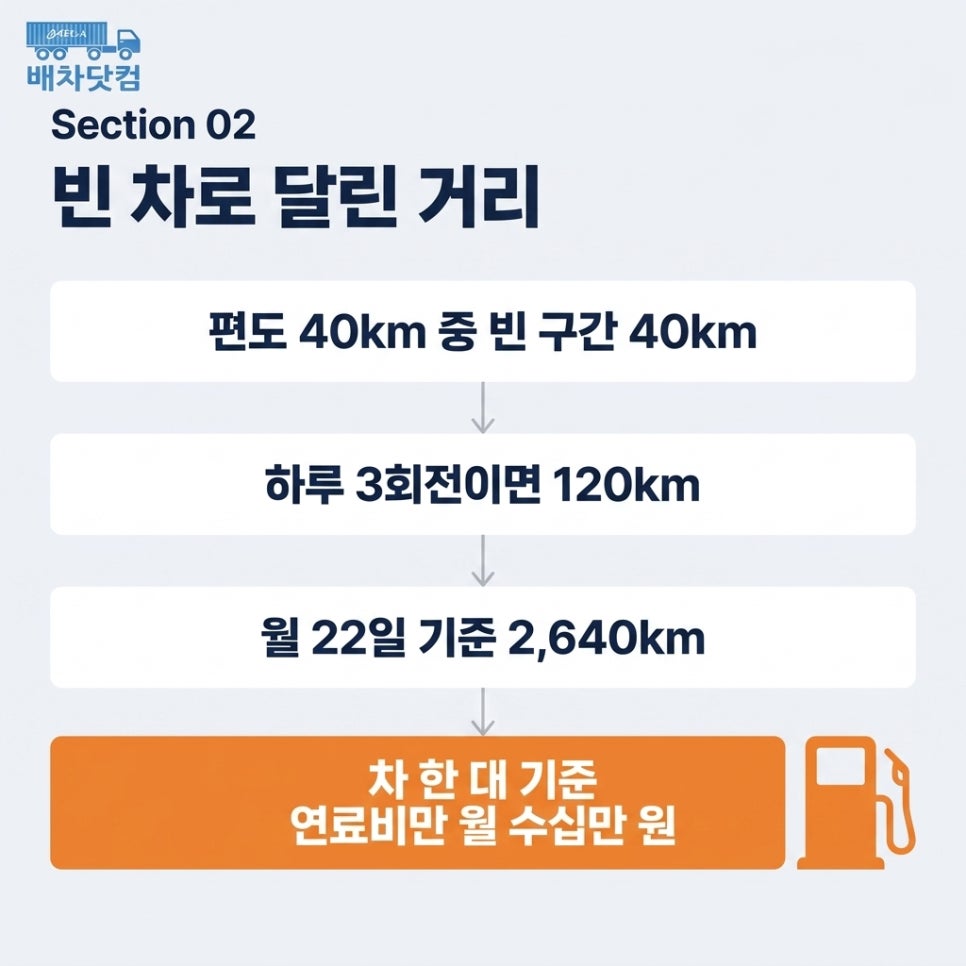 배차닷컴
Section 02
빈 차로 달린 거리
편도 40km 중 빈 구간 40km
하루 3회전이면 120km
월 22일 기준 2,640km
차 한 대 기준
연료비만 월 수십만 원